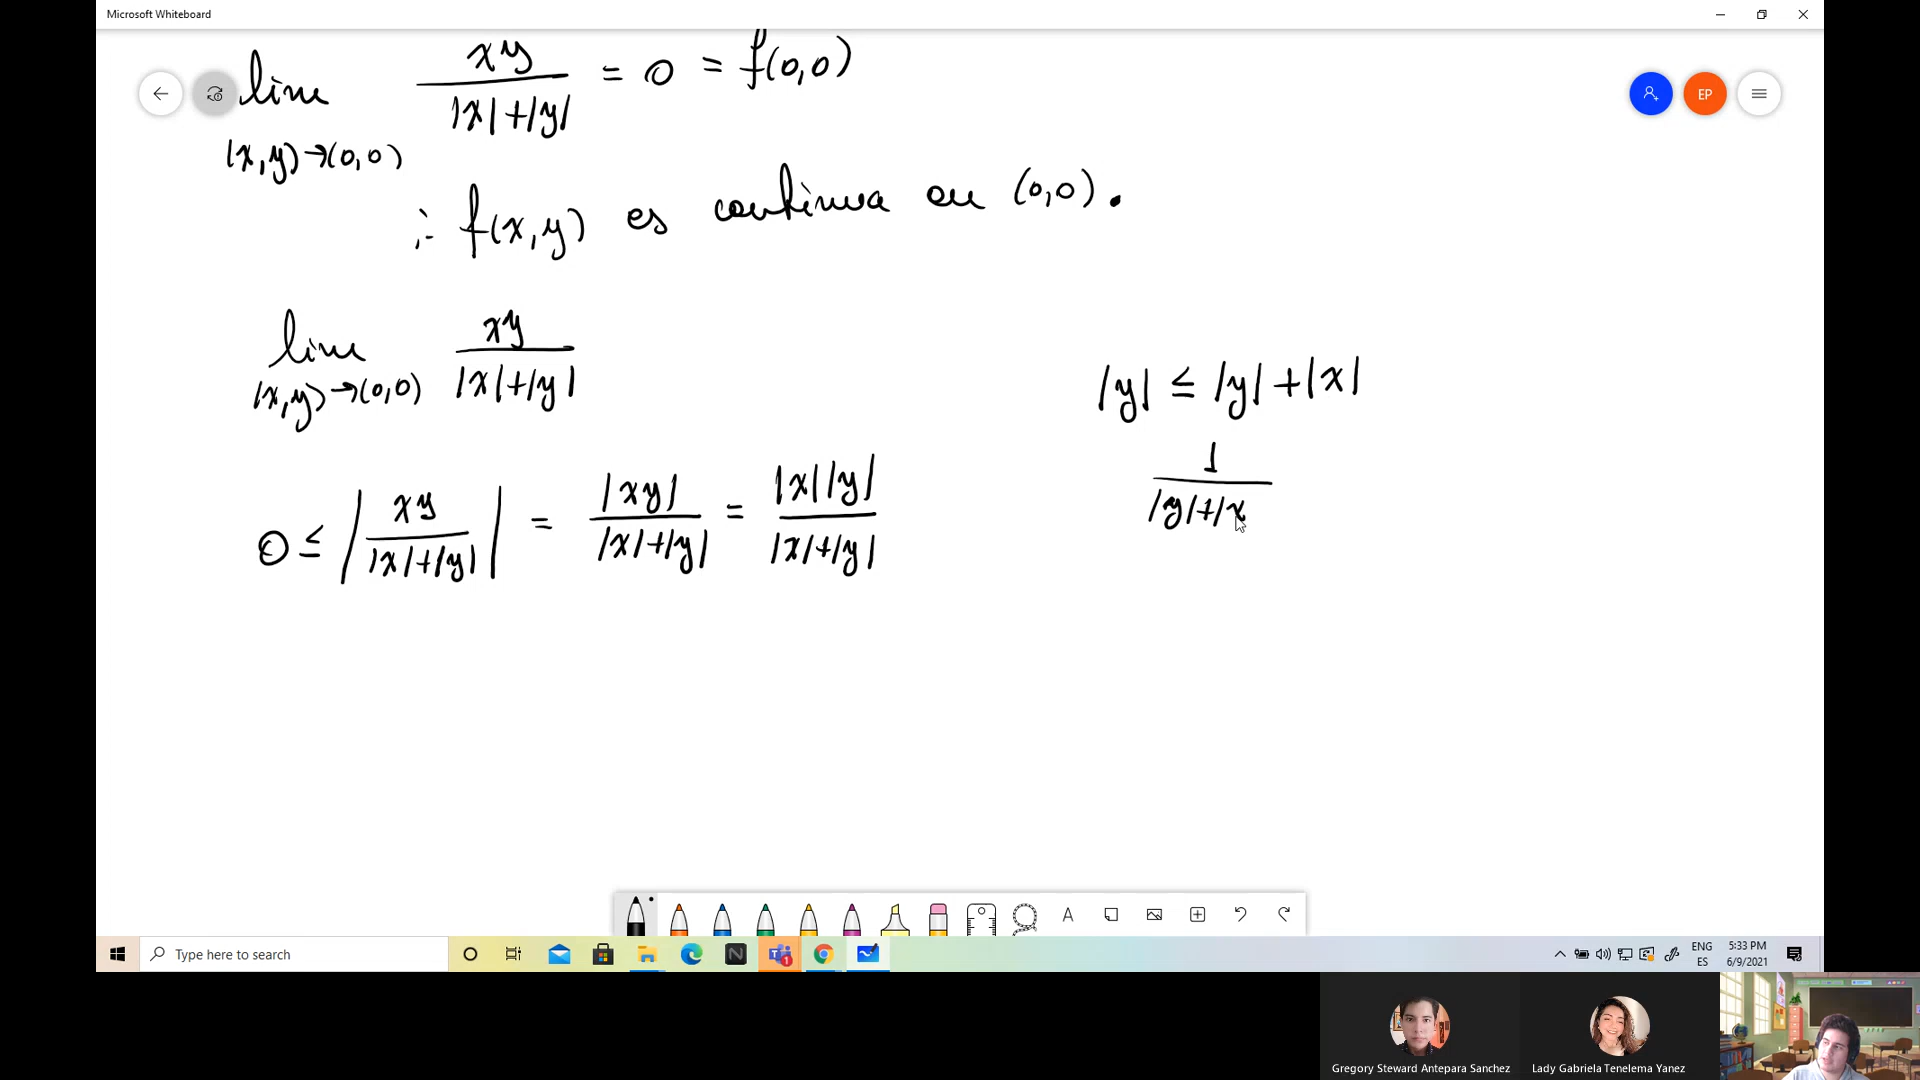 Microsoft Whiteboard
lim xy / |x|+|y| = 0 = f(0,0)
(x,y)→(0,0)
EP
∴ f(x,y) es continua en (0,0).
lim xy / |x|+|y|
(x,y)→(0,0)
|y| ≤ |y|+|x|
1 / |y|+|x
0 ≤ | xy / |x|+|y| | = |xy| / |x|+|y| = |x||y| / |x|+|y|
A
Type here to search
N
1
ENG
ES
5:33 PM
6/9/2021
Gregory Steward Antepara Sanchez
Lady Gabriela Tenelema Yanez